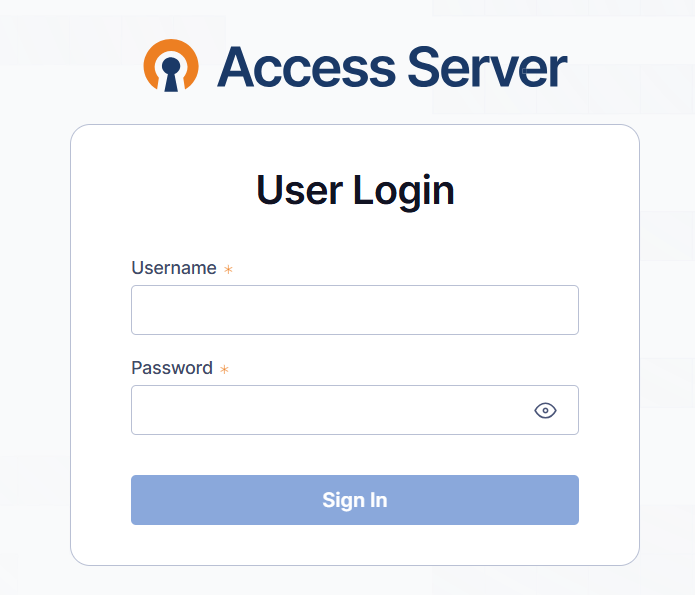 Access Server
User Login
Username *
Password *
Sign In